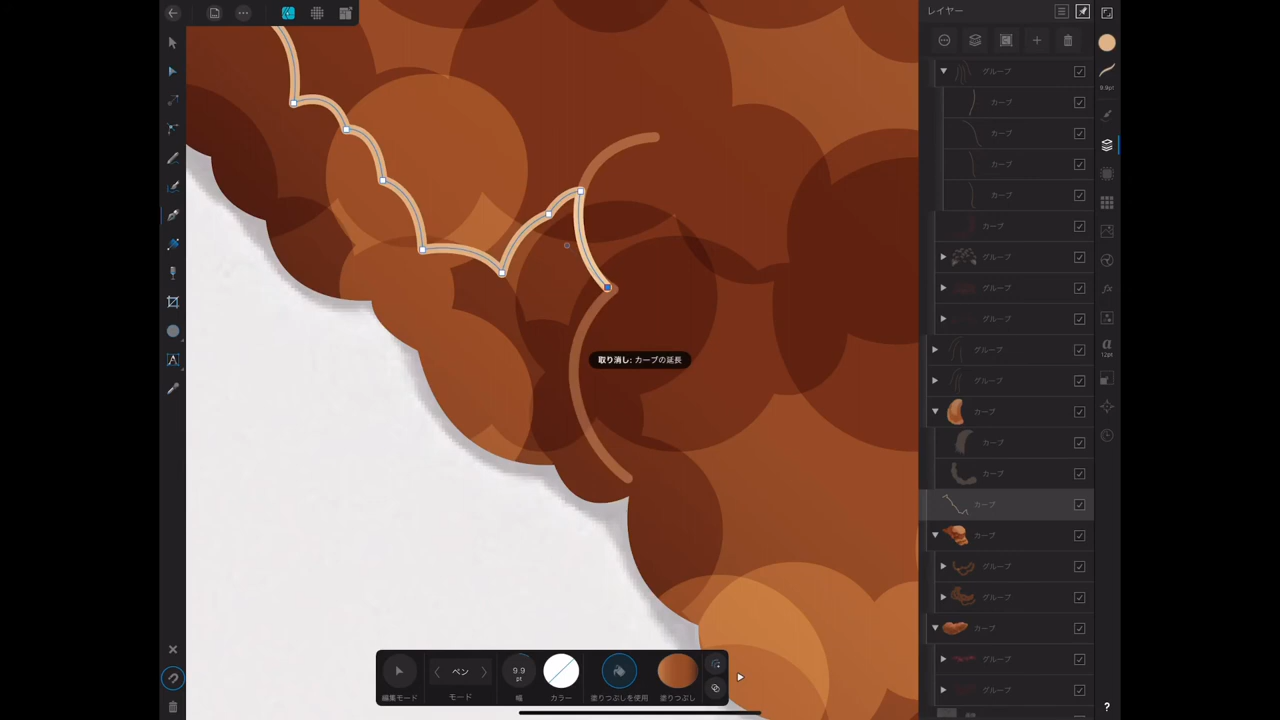 レイヤー
9.9pt
グループ
カーブ
カーブ
カーブ
カーブ
カーブ
グループ
グループ
グループ
a
12pt
グループ
グループ
カーブ
カーブ
カーブ
カーブ
カーブ
グループ
グループ
カーブ
グループ
グループ
fx
A
?
取り消し: カーブの延長
編集モード
ペン
モード
9.9
pt
幅
カラー
塗りつぶしを使用
塗りつぶし